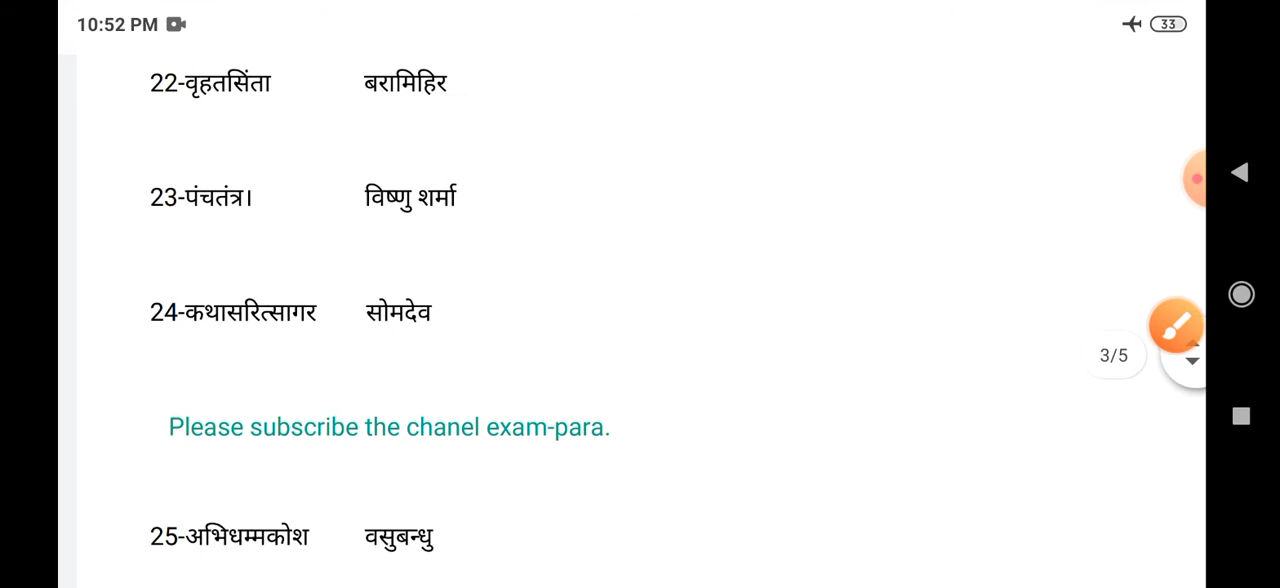 10:52 PM
33
22-वृहतसिंता बरामिहिर
23-पंचतंत्र। विष्णु शर्मा
24-कथासरित्सागर सोमदेव
3/5
Please subscribe the chanel exam-para.
25-अभिधम्मकोश वसुबन्धु